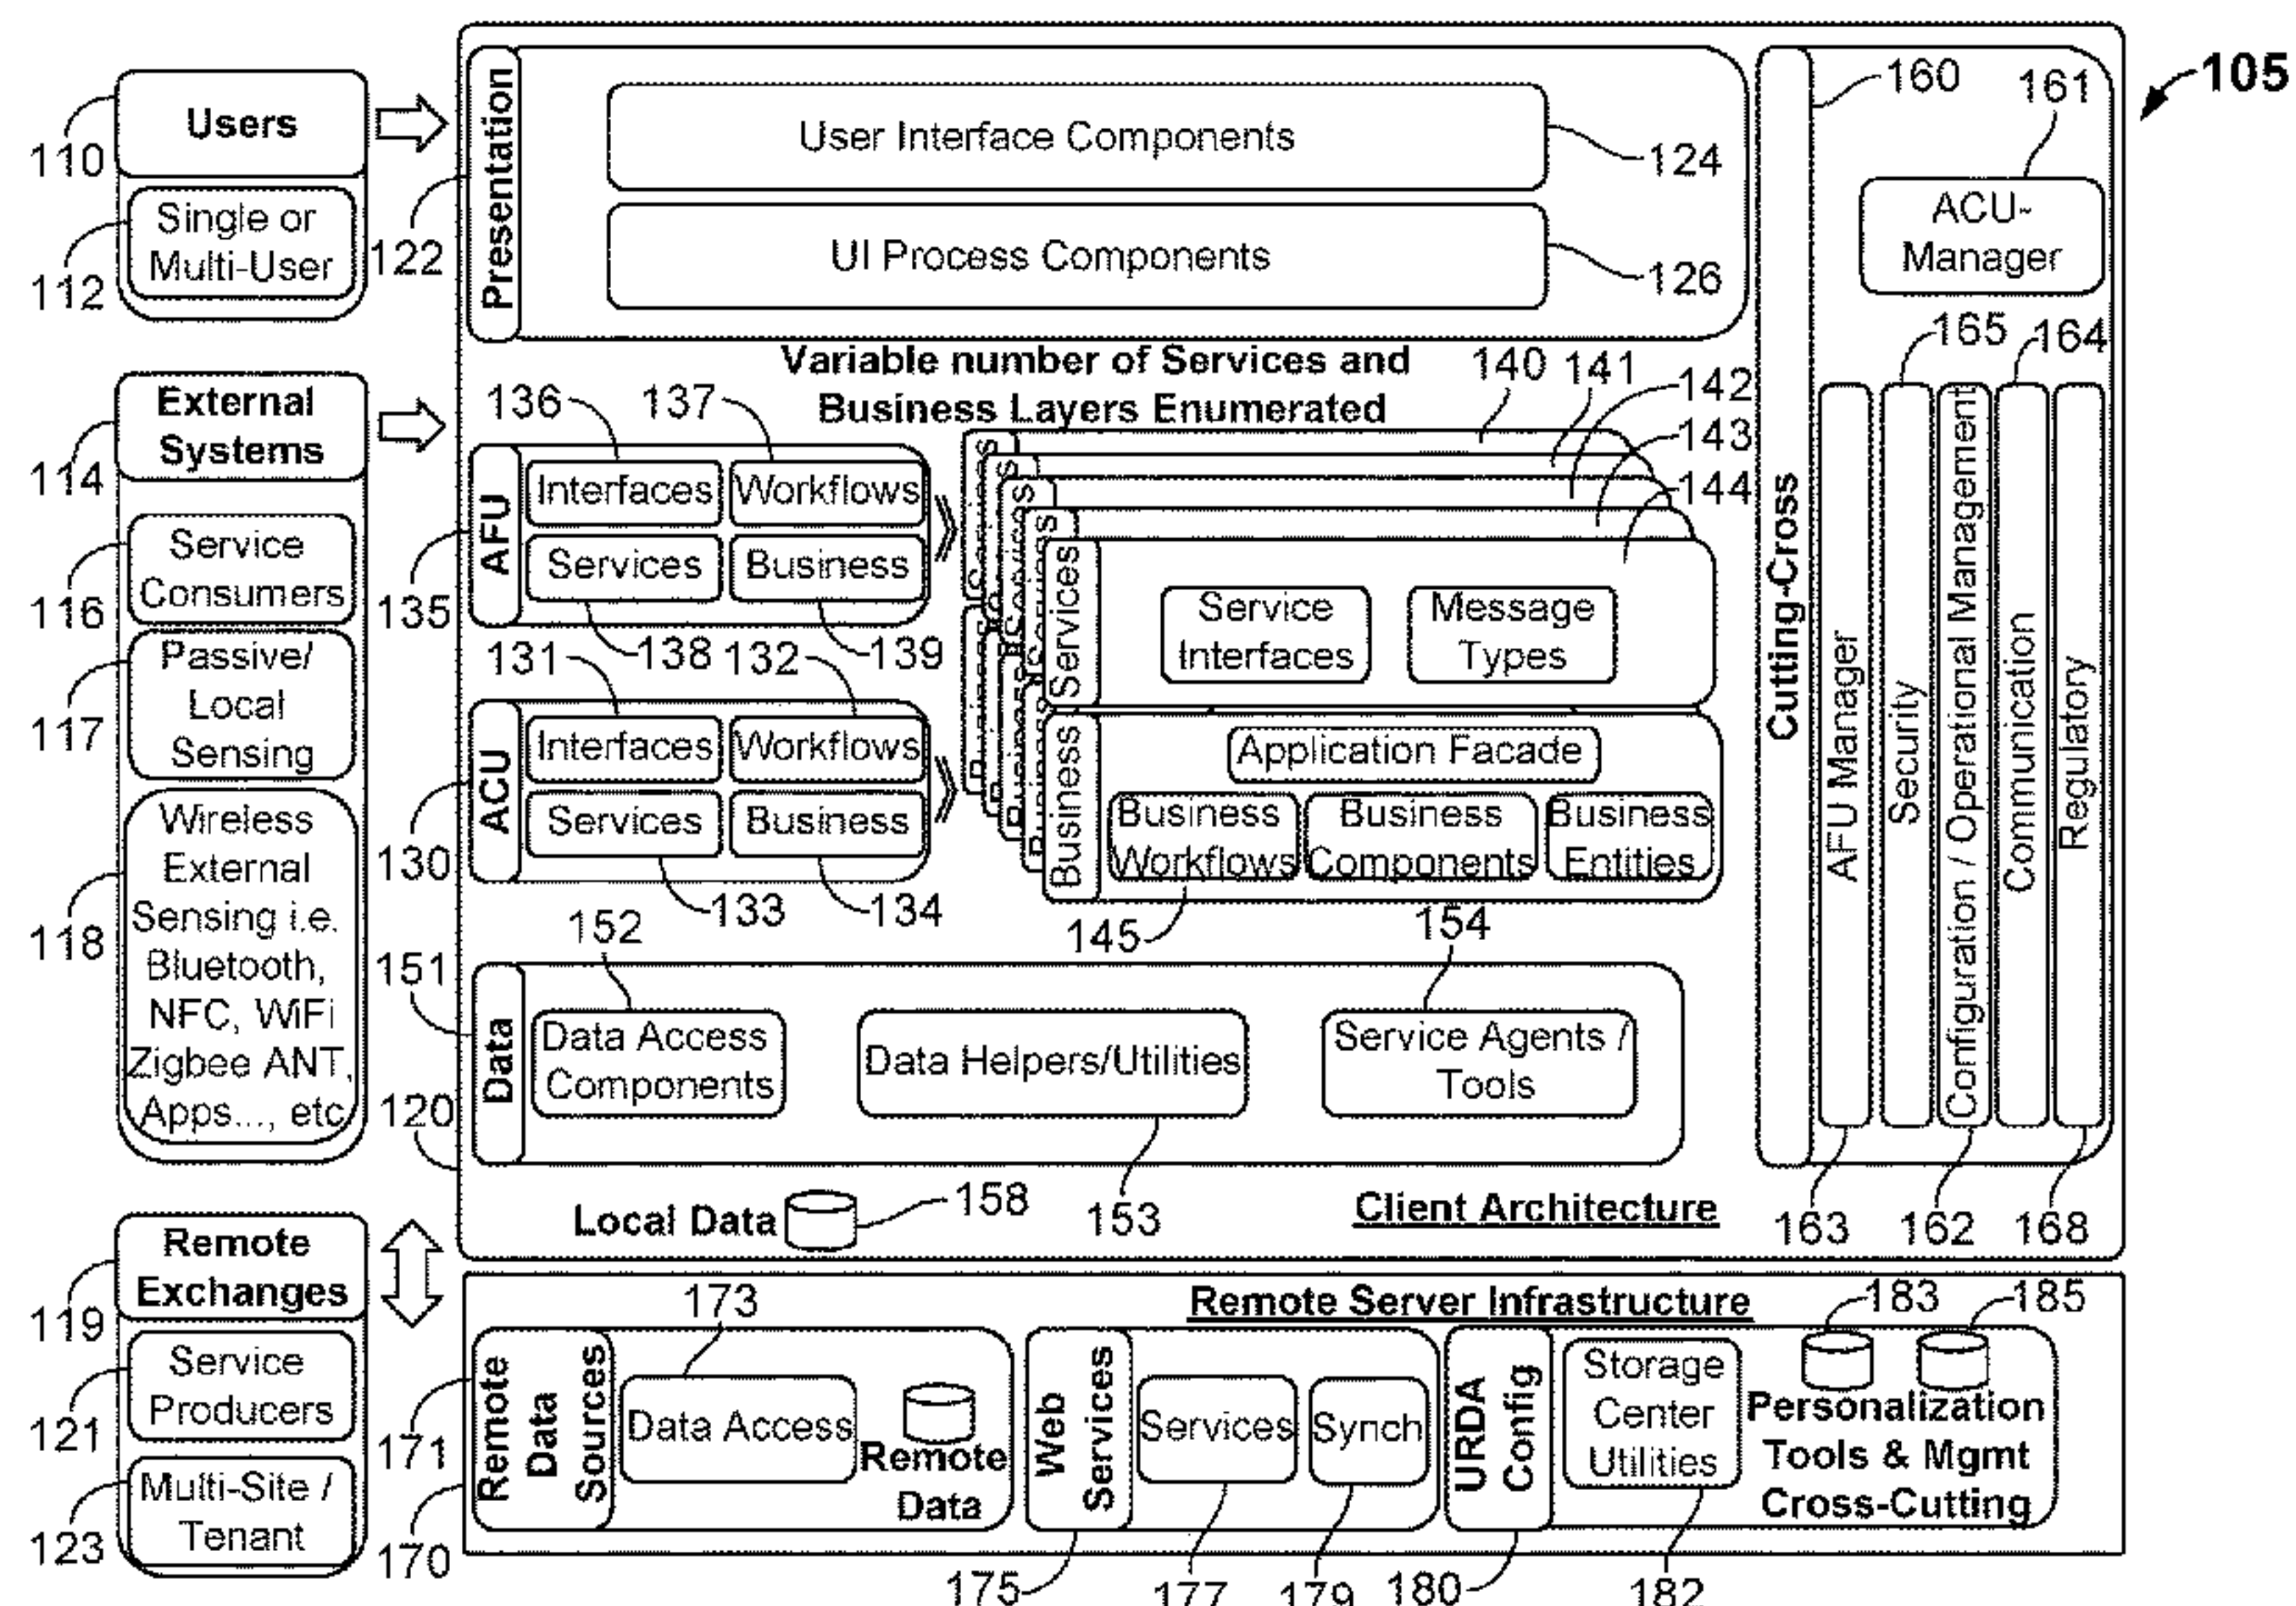 105
Users
110
Single or
Multi-User
112
External
Systems
114
Service
Consumers
116
Passive/
Local
Sensing
117
Wireless
External
Sensing i.e.
Bluetooth,
NFC, WiFi
Zigbee ANT,
Apps..., etc
118
Remote
Exchanges
119
Service
Producers
121
Multi-Site /
Tenant
123
Presentation
122
User Interface Components
124
UI Process Components
126
Variable number of Services and
Business Layers Enumerated
140
141
142
143
144
136
137
AFU
Interfaces
Workflows
Services
Business
135
138
139
131
132
ACU
Interfaces
Workflows
Services
Business
130
133
134
Services
Services
Services
Services
Services
Service
Interfaces
Message
Types
Business
Business
Business
Business
Business
Application Facade
Business
Workflows
Business
Components
Business
Entities
145
151
152
154
Data
Data Access
Components
Data Helpers/Utilities
Service Agents /
Tools
120
153
Local Data
158
Client Architecture
160
161
Cutting-Cross
ACU-
Manager
165
164
AFU Manager
Security
Configuration / Operational Management
Communication
Regulatory
163
162
168
Remote Server Infrastructure
173
183
185
Remote
Data
Sources
171
170
Data Access
Remote
Data
Web
Services
Services
Synch
URDA
Config
Storage
Center
Utilities
Personalization
Tools & Mgmt
Cross-Cutting
175
177
179
180
182